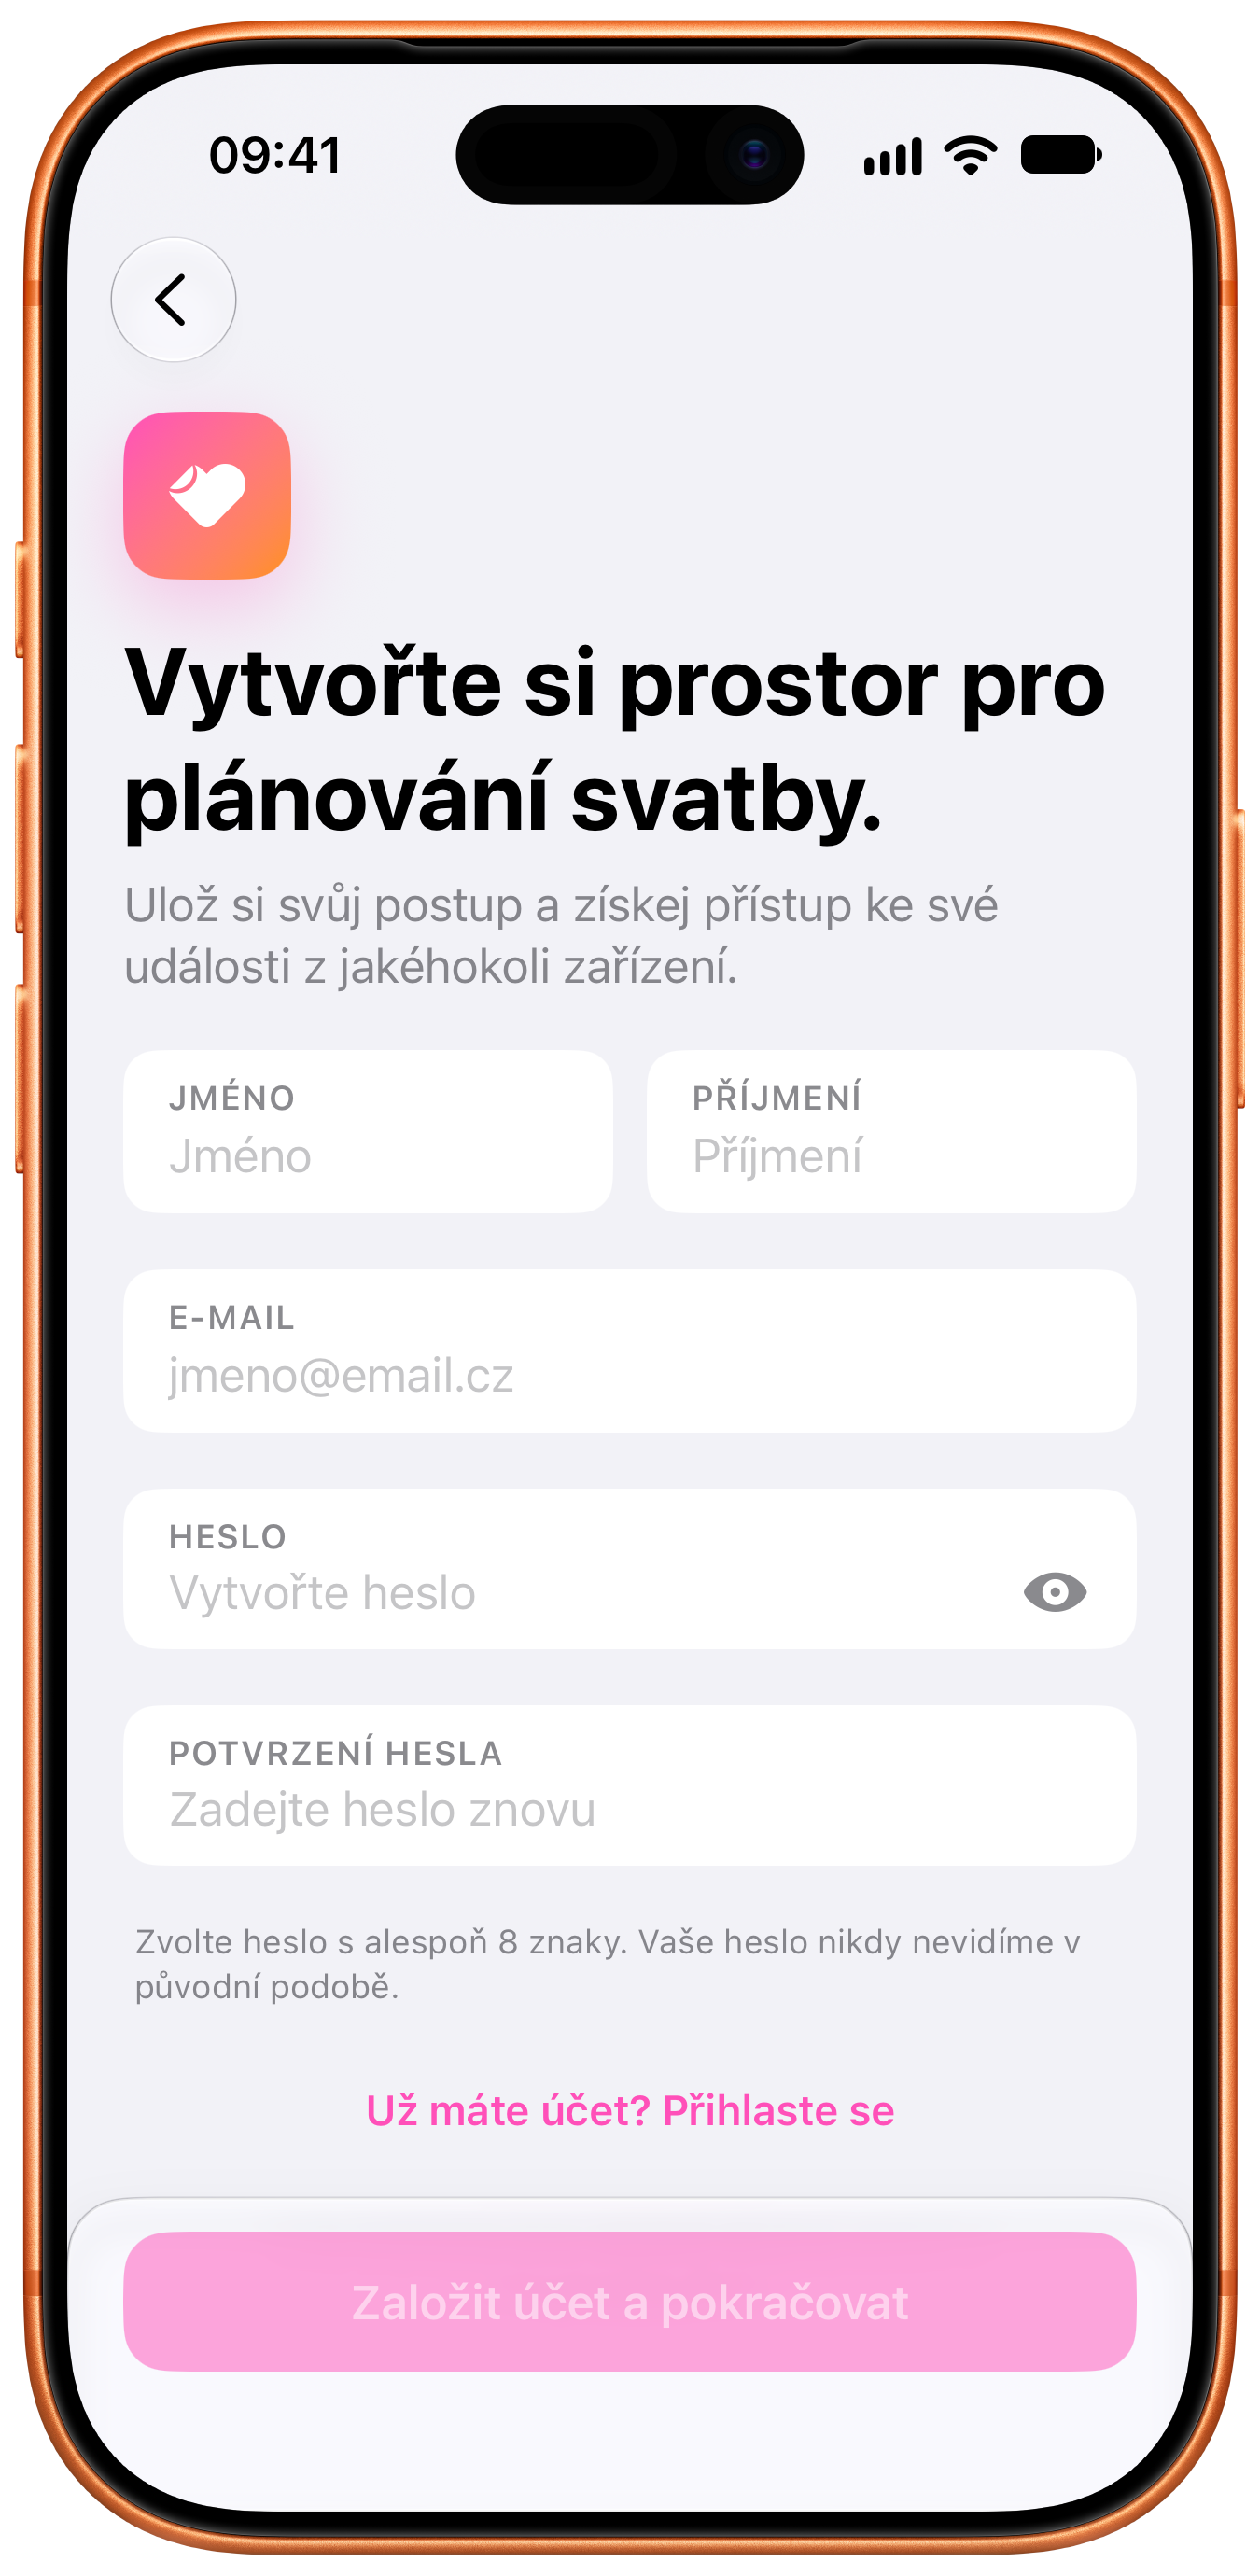 09:41
Vytvořte si prostor pro
plánování svatby.
Ulož si svůj postup a získej přístup ke své
události z jakéhokoli zařízení.
JMÉNO
Jméno
PŘÍJMENÍ
Příjmení
E-MAIL
jmeno@email.cz
HESLO
Vytvořte heslo
POTVRZENÍ HESLA
Zadejte heslo znovu
Zvolte heslo s alespoň 8 znaky. Vaše heslo nikdy nevidíme v
původní podobě.
Už máte účet? Přihlaste se
Založit účet a pokračovat